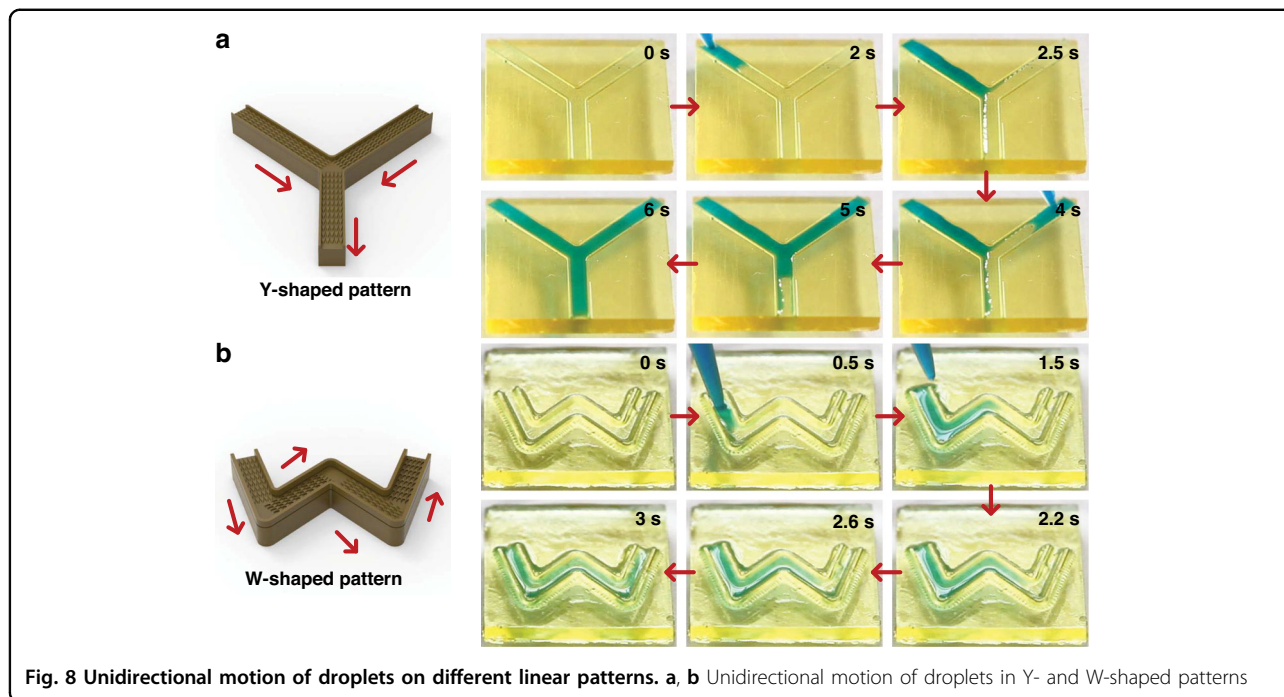 a
0 s
2 s
2.5 s
6 s
5 s
4 s
Y-shaped pattern
b
0 s
0.5 s
1.5 s
3 s
2.6 s
2.2 s
W-shaped pattern
Fig. 8 Unidirectional motion of droplets on different linear patterns. a, b Unidirectional motion of droplets in Y- and W-shaped patterns